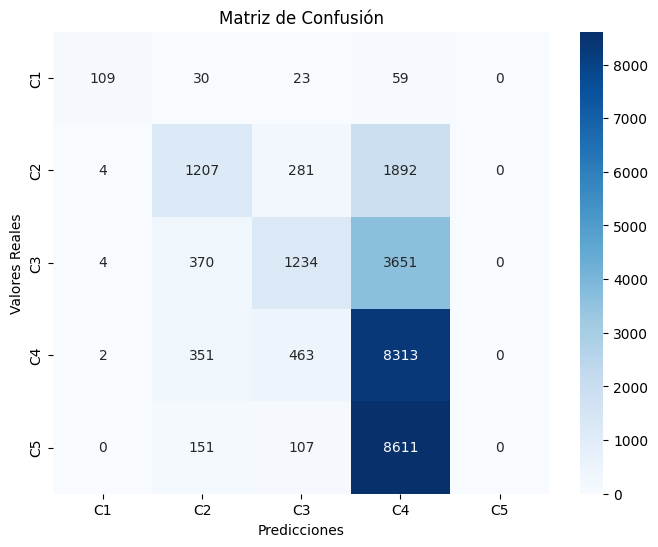 Matriz de Confusión
C1 109 30 23 59 0
C2 4 1207 281 1892 0
C3 4 370 1234 3651 0
C4 2 351 463 8313 0
C5 0 151 107 8611 0
C1 C2 C3 C4 C5
Predicciones
Valores Reales
8000
7000
6000
5000
4000
3000
2000
1000
0